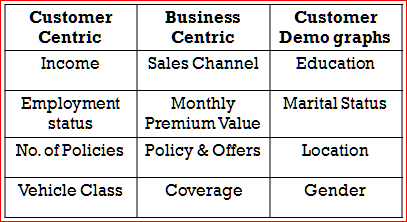 Customer Centric
Business Centric
Customer Demo graphs
Income
Sales Channel
Education
Employment status
Monthly Premium Value
Marital Status
No. of Policies
Policy & Offers
Location
Vehicle Class
Coverage
Gender